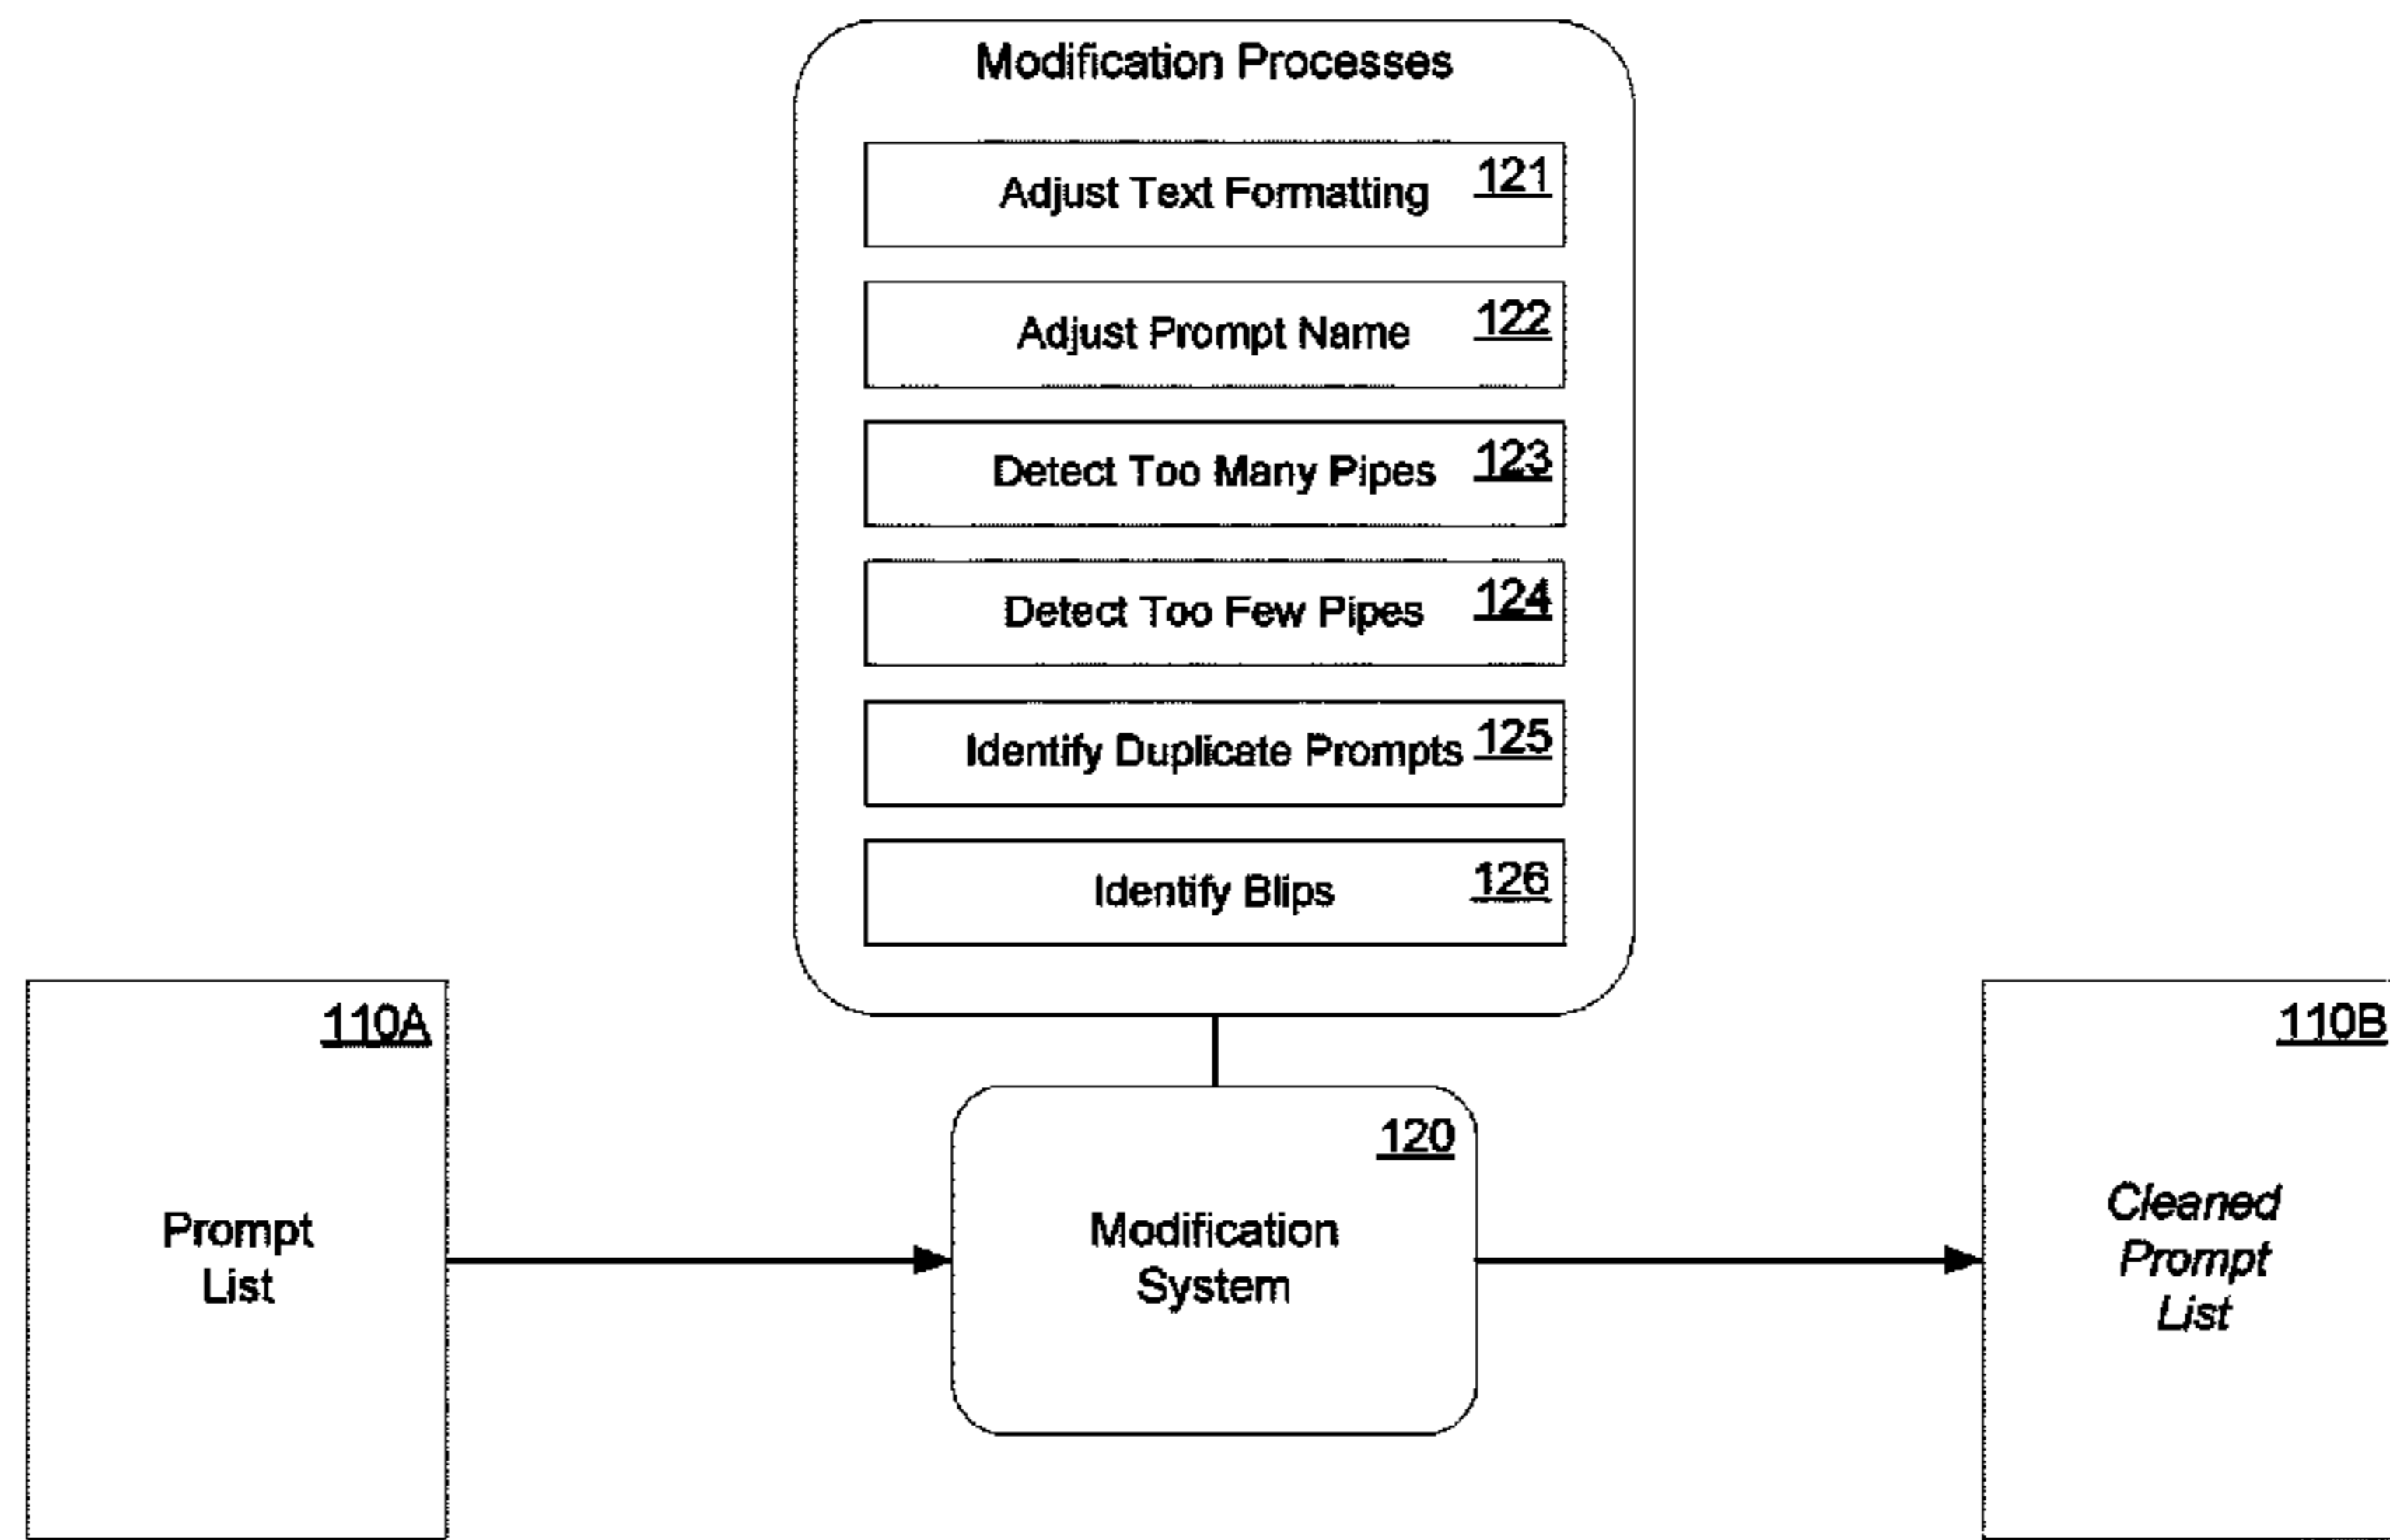 Modification Processes
Adjust Text Formatting 121
Adjust Prompt Name 122
Detect Too Many Pipes 123
Detect Too Few Pipes 124
Identify Duplicate Prompts 125
Identify Blips 126
110A
Prompt
List
120
Modification
System
110B
Cleaned
Prompt
List